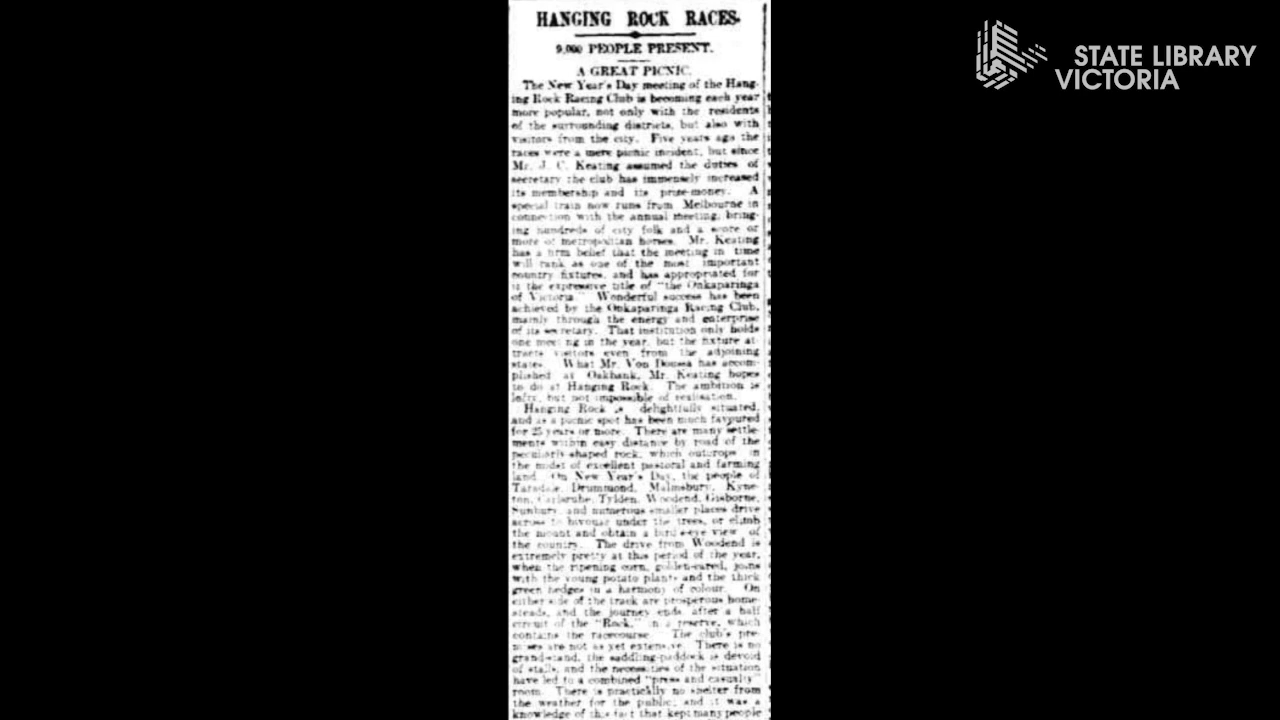 HANGING ROCK RACES.
9,000 PEOPLE PRESENT.
A GREAT PICNIC.
The New Year's Day meeting of the Hang-
ing Rock Racing Club is becoming each year
more popular, not only with the residents
of the surrounding districts, but also with
visitors from the city. Five years ago the
races were a mere picnic incident, but since
Mr. J. C. Keating assumed the duties of
secretary the club has immensely increased
its membership and its prize-money. A
special train now runs from Melbourne in
connection with the annual meeting, bring-
ing hundreds of city folk and a score or
more of metropolitan horses. Mr. Keating
has a firm belief that the meeting in time
will rank as one of the most important
country fixtures, and has appropriated for
it the expressive title of "the Onkaparinga
of Victoria." Wonderful success has been
achieved by the Onkaparinga Racing Club,
mainly through the energy and enterprise
of its secretary. That institution only holds
one meeting in the year, but the fixture at-
tracts visitors even from the adjoining
states. What Mr. Von Doussa has accom-
plished at Oakbank, Mr. Keating hopes
to do at Hanging Rock. The ambition is
lofty, but not impossible of realisation.
Hanging Rock is delightfully situated,
and as a picnic spot has been much favoured
for 25 years or more. There are many settle-
ments within easy distance by road of the
peculiarly-shaped rock, which outcrops in
the midst of excellent pastoral and farming
land. On New Year's Day, the people of
Taradale, Drummond, Malmsbury, Kyne-
ton, Carlsruhe, Tylden, Woodend, Gisborne,
Sunbury, and numerous smaller places drive
across to bivouac under the trees, or climb
the mount and obtain a bird's-eye view of
the country. The drive from Woodend is
extremely pretty at this period of the year,
when the ripening corn, golden-eared, joins
with the young potato plants and the thick
green hedges in a harmony of colour. On
either side of the track are prosperous home-
steads, and the journey ends after a half
circuit of the "Rock," in a reserve, which
contains the racecourse. The club's pre-
mises are not as yet extensive. There is no
grand-stand, the saddling-paddock is devoid
of stalls, and the necessities of the situation
have led to a combined "press and casualty"
room. There is practically no shelter from
the weather for the public; and it was a
knowledge of this fact that kept many people
STATE LIBRARY
VICTORIA